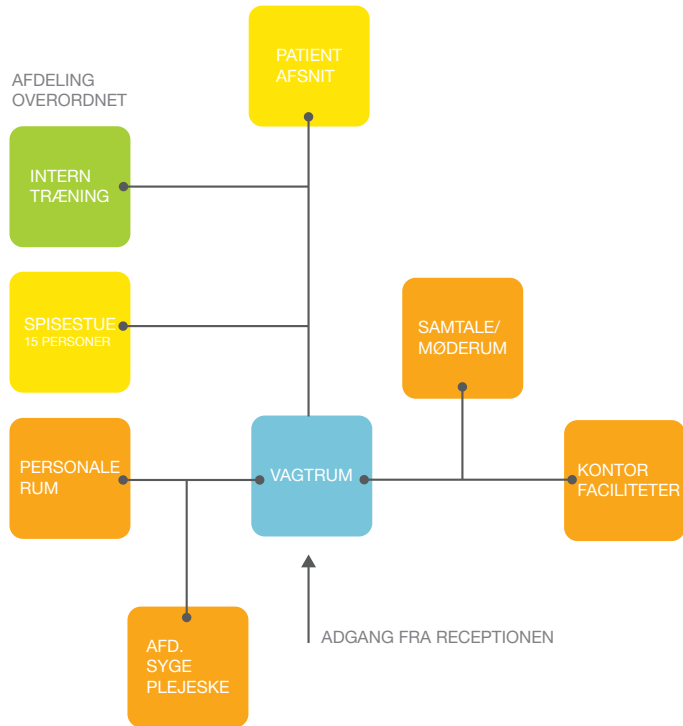 PATIENT
AFSNIT
AFDELING
OVERORDNET
INTERN
TRÆNING
SPISESTUE
15 PERSONER
SAMTALE/
MØDERUM
PERSONALE
RUM
VAGTRUM
KONTOR
FACILITETER
ADGANG FRA RECEPTIONEN
AFD.
SYGE
PLEJESKE